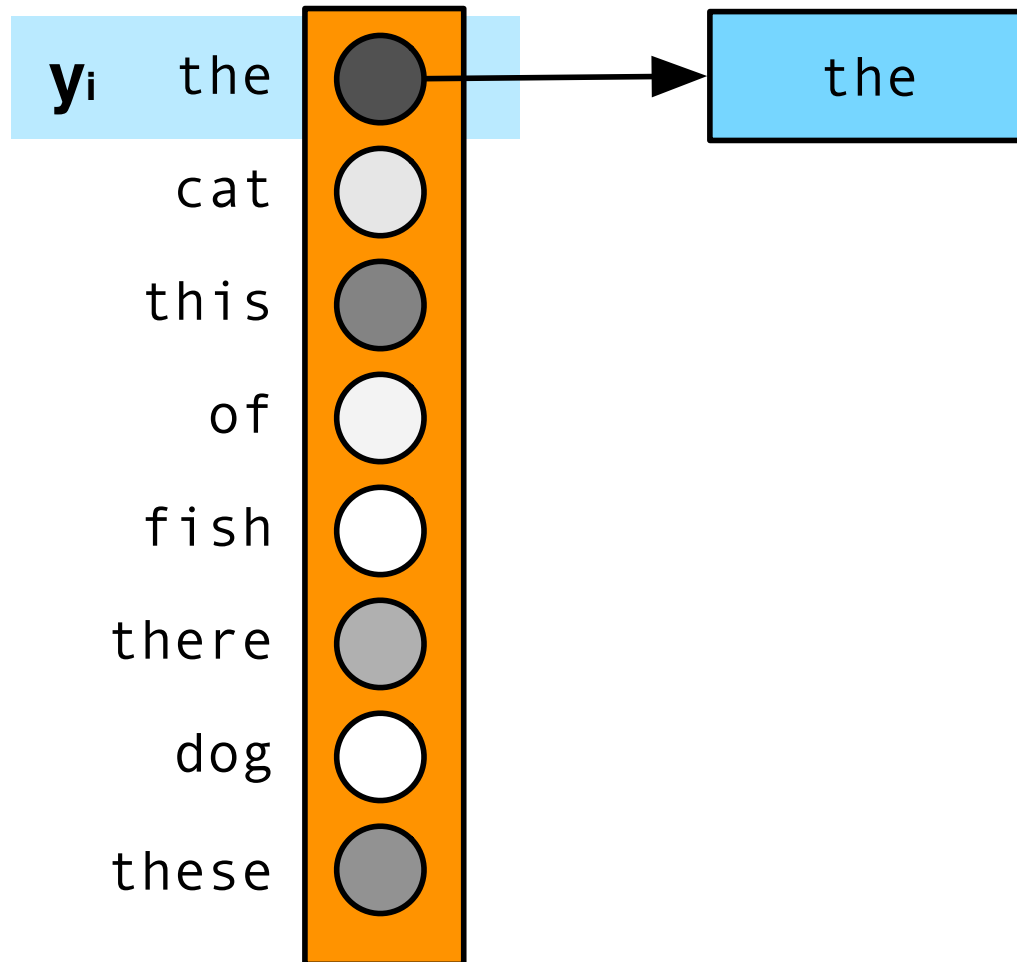 yi the the
cat
this
of
fish
there
dog
these